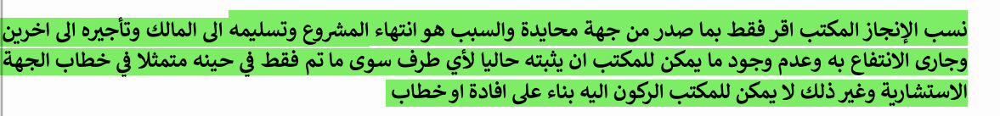 نسب الإنجاز المكتب اقر فقط بما صدر من جهة محايدة والسبب هو انتهاء المشروع وتسليمه الى المالك وتأجيره الى اخرين
وجارى الانتفاع به وعدم وجود ما يمكن للمكتب ان يثبته حاليا لأي طرف سوى ما تم فقط في حينه متمثلا في خطاب الجهة
الاستشارية وغير ذلك لا يمكن للمكتب الركون اليه بناء على افادة او خطاب